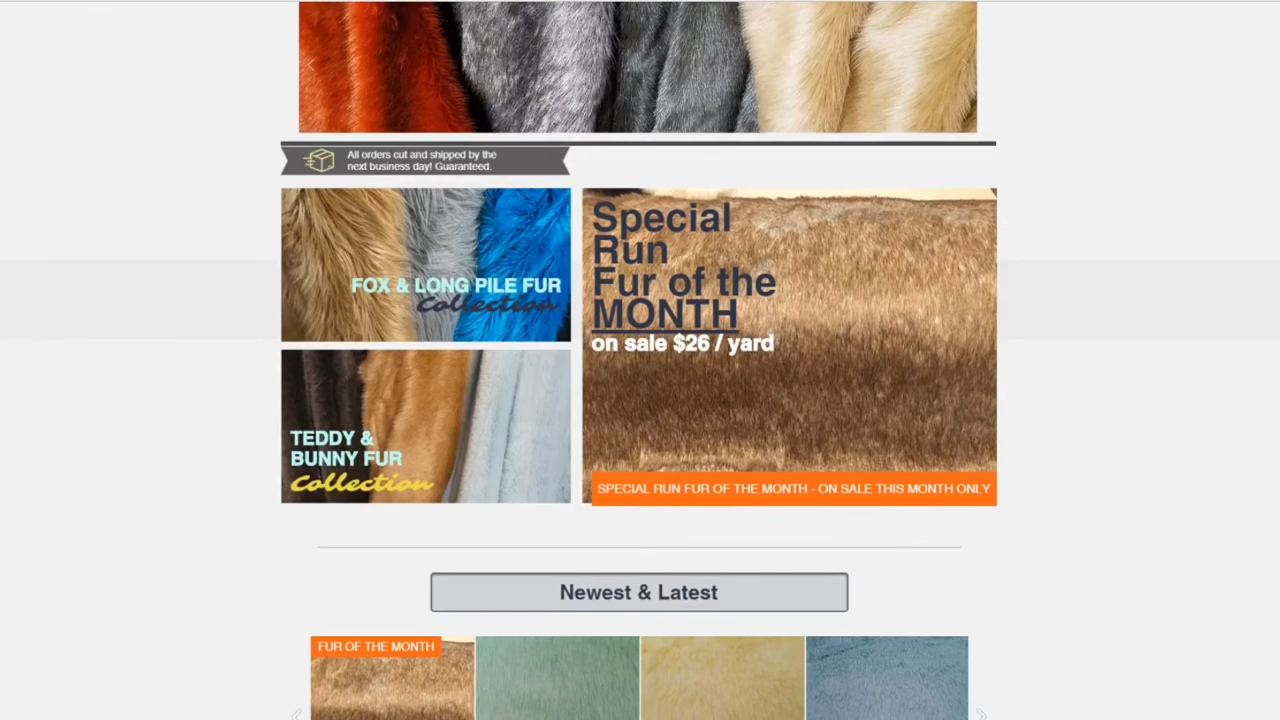 All orders cut and shipped by the
next business day! Guaranteed.
FOX & LONG PILE FUR
Collection
TEDDY &
BUNNY FUR
Collection
Special
Run
Fur of the
MONTH
on sale $26 / yard
SPECIAL RUN FUR OF THE MONTH - ON SALE THIS MONTH ONLY
Newest & Latest
FUR OF THE MONTH